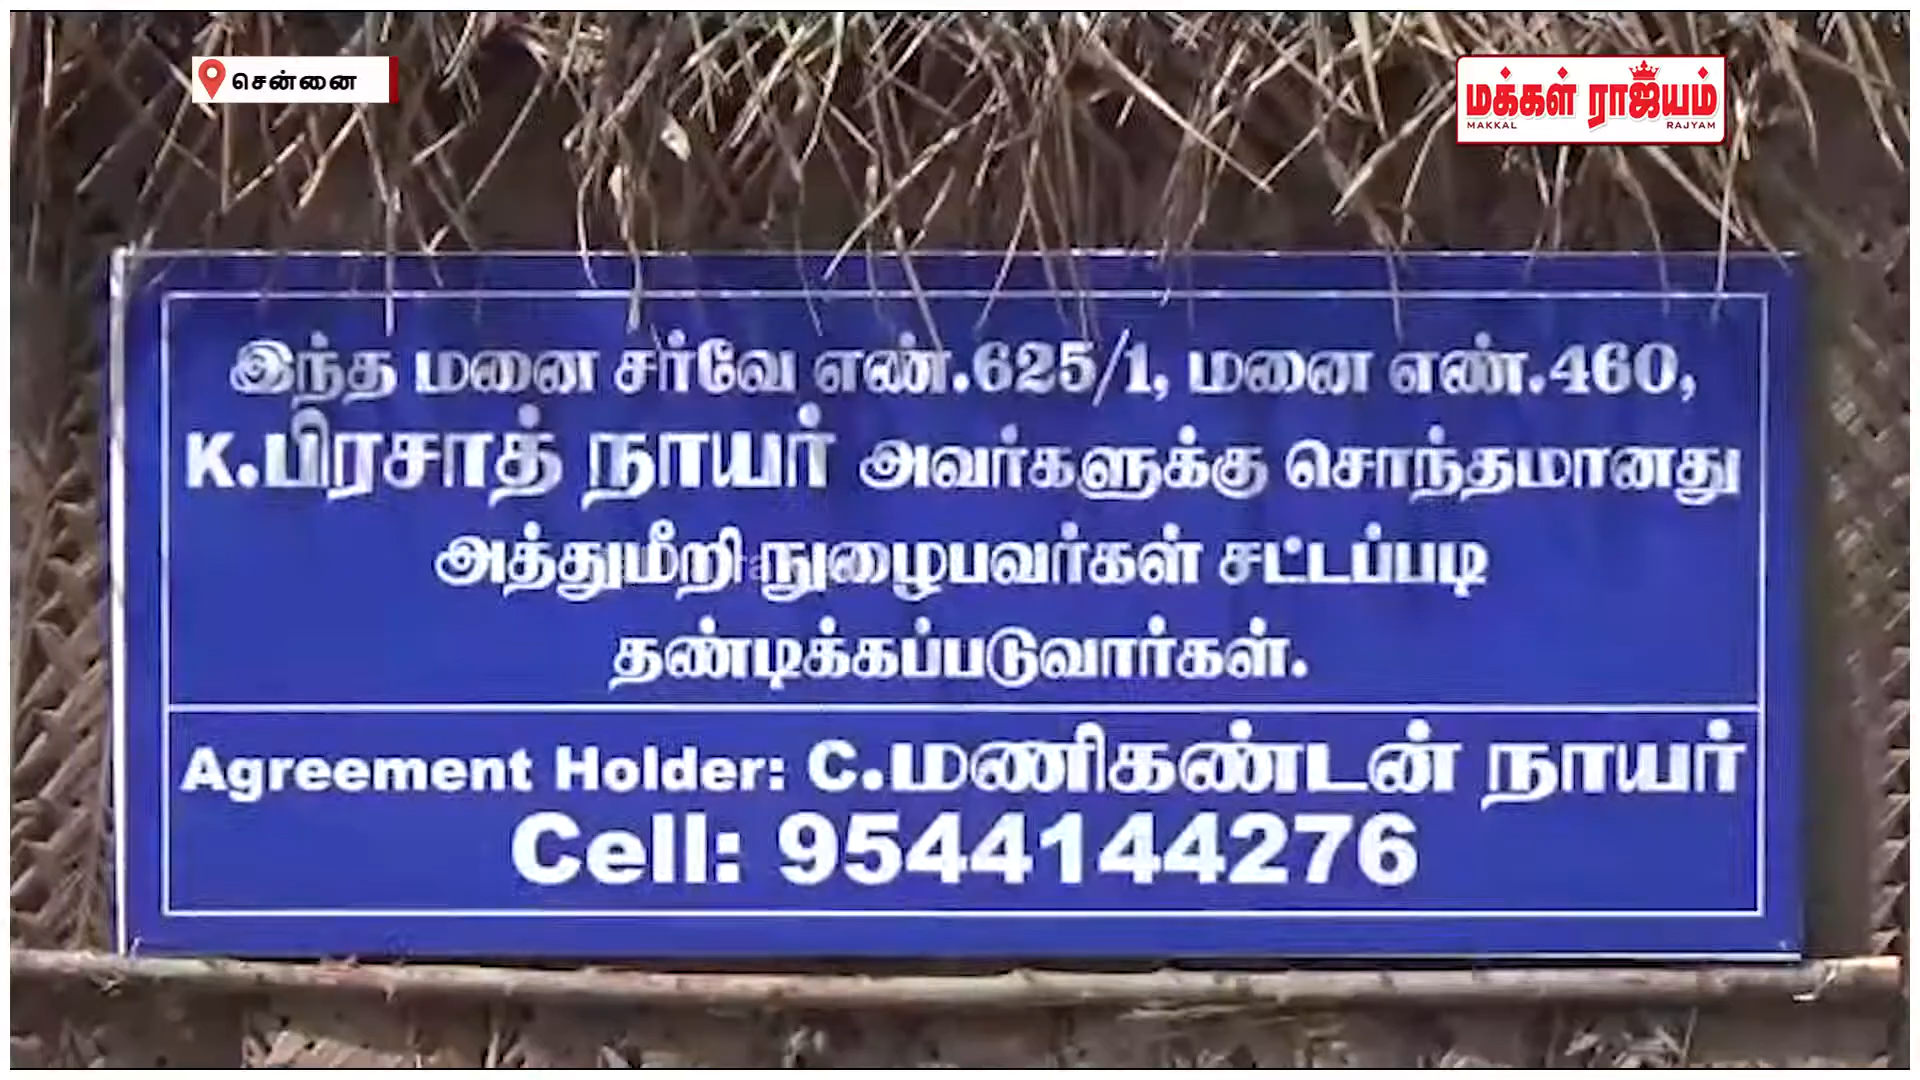 சென்னை
மக்கள் ராஜ்யம்
MAKKAL RAJYAM
இந்த மனை சர்வே எண்.625/1, மனை எண்.460,
K.பிரசாத் நாயர் அவர்களுக்கு சொந்தமானது
அத்துமீறி நுழைபவர்கள் சட்டப்படி
தண்டிக்கப்படுவார்கள்.
Agreement Holder: C.மணிகண்டன் நாயர்
Cell: 9544144276